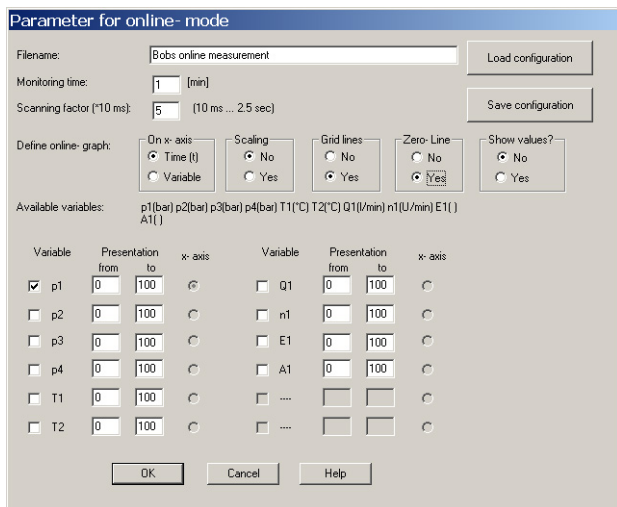 Parameter for online- mode
Filename: Bobs online measurement Load configuration
Monitoring time: 1 [min]
Scanning factor (*10 ms): 5 (10 ms ... 2.5 sec) Save configuration
Define online- graph: On x- axis Scaling Grid lines Zero- Line Show values?
Time (t) No No No No
Variable Yes Yes Yes Yes
Available variables: p1(bar) p2(bar) p3(bar) p4(bar) T1(°C) T2(°C) Q1(l/min) n1(U/min) E1( )
A1( )
Variable Presentation x- axis Variable Presentation x- axis
from to from to
p1 0 100 Q1 0 100
p2 0 100 n1 0 100
p3 0 100 E1 0 100
p4 0 100 A1 0 100
T1 0 100 ----
T2 0 100 ----
OK Cancel Help